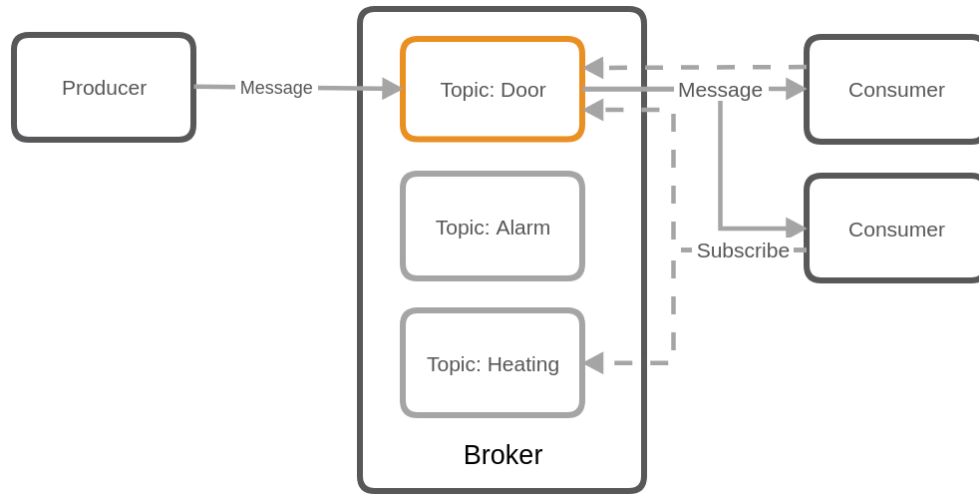 Producer
Message
Topic: Door
Message
Consumer
Topic: Alarm
Consumer
Subscribe
Topic: Heating
Broker